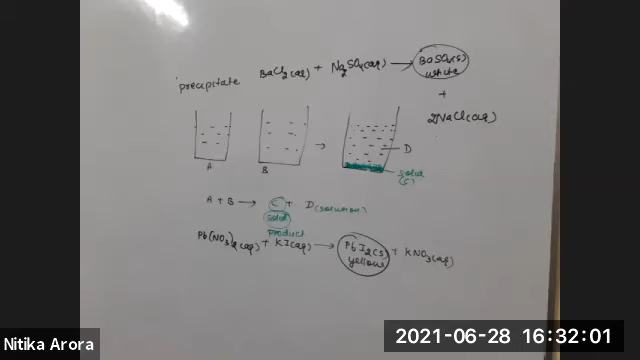 precupitate BaCl2(aq) + Na2SO4(aq) → BaSO4(s)
white
+
2NaCl(aq)
A
B
→
D
solid
(C)
A + B → C + D(solution)
solid
product
Pb(NO3)2(aq) + KI(aq) → PbI2(s) + KNO3(aq)
yellow
Nitika Arora
2021-06-28 16:32:01